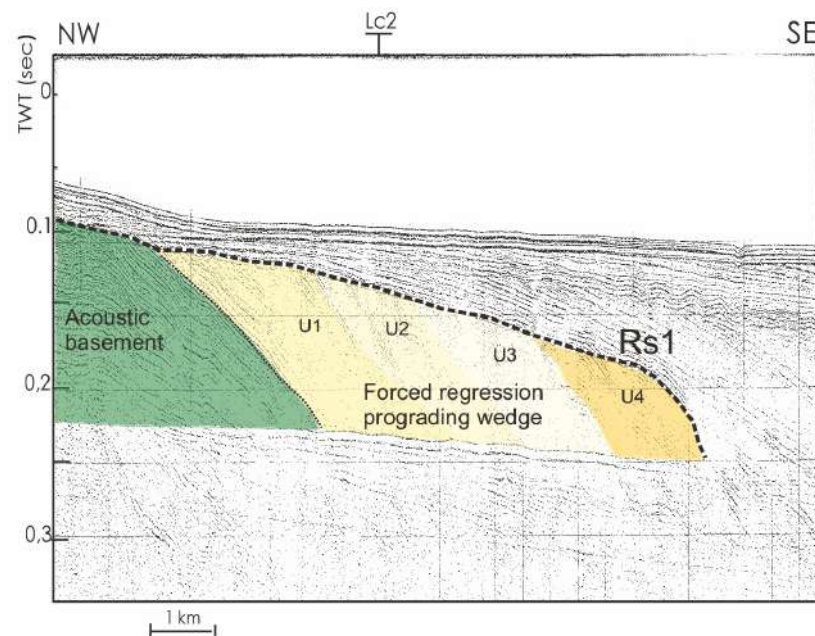 Lc2
NW
SE
TWT (sec)
0
0.1
0.2
0.3
Acoustic
basement
U1
U2
U3
U4
Rs1
Forced regression
prograding wedge
1 km